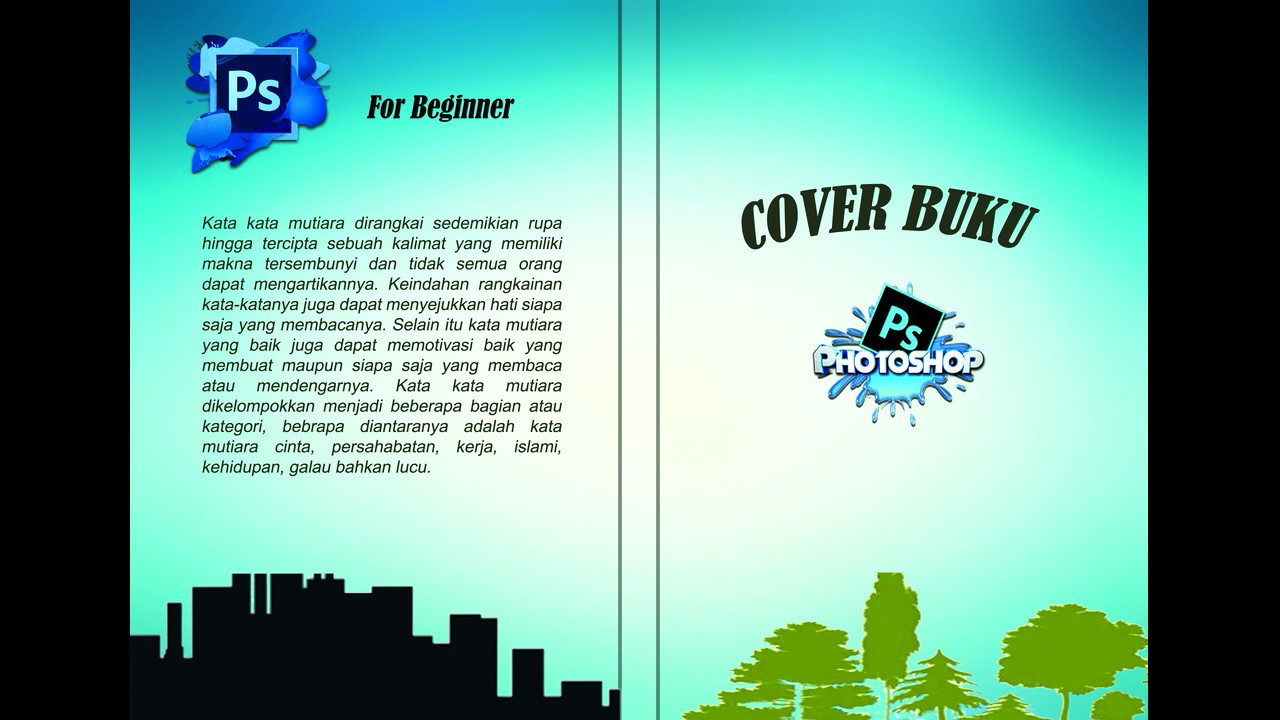 Ps
For Beginner
Kata kata mutiara dirangkai sedemikian rupa
hingga tercipta sebuah kalimat yang memiliki
makna tersembunyi dan tidak semua orang
dapat mengartikannya. Keindahan rangkainan
kata-katanya juga dapat menyejukkan hati siapa
saja yang membacanya. Selain itu kata mutiara
yang baik juga dapat memotivasi baik yang
membuat maupun siapa saja yang membaca
atau mendengarnya. Kata kata mutiara
dikelompokkan menjadi beberapa bagian atau
kategori, bebrapa diantaranya adalah kata
mutiara cinta, persahabatan, kerja, islami,
kehidupan, galau bahkan lucu.
COVER BUKU
Ps
PHOTOSHOP